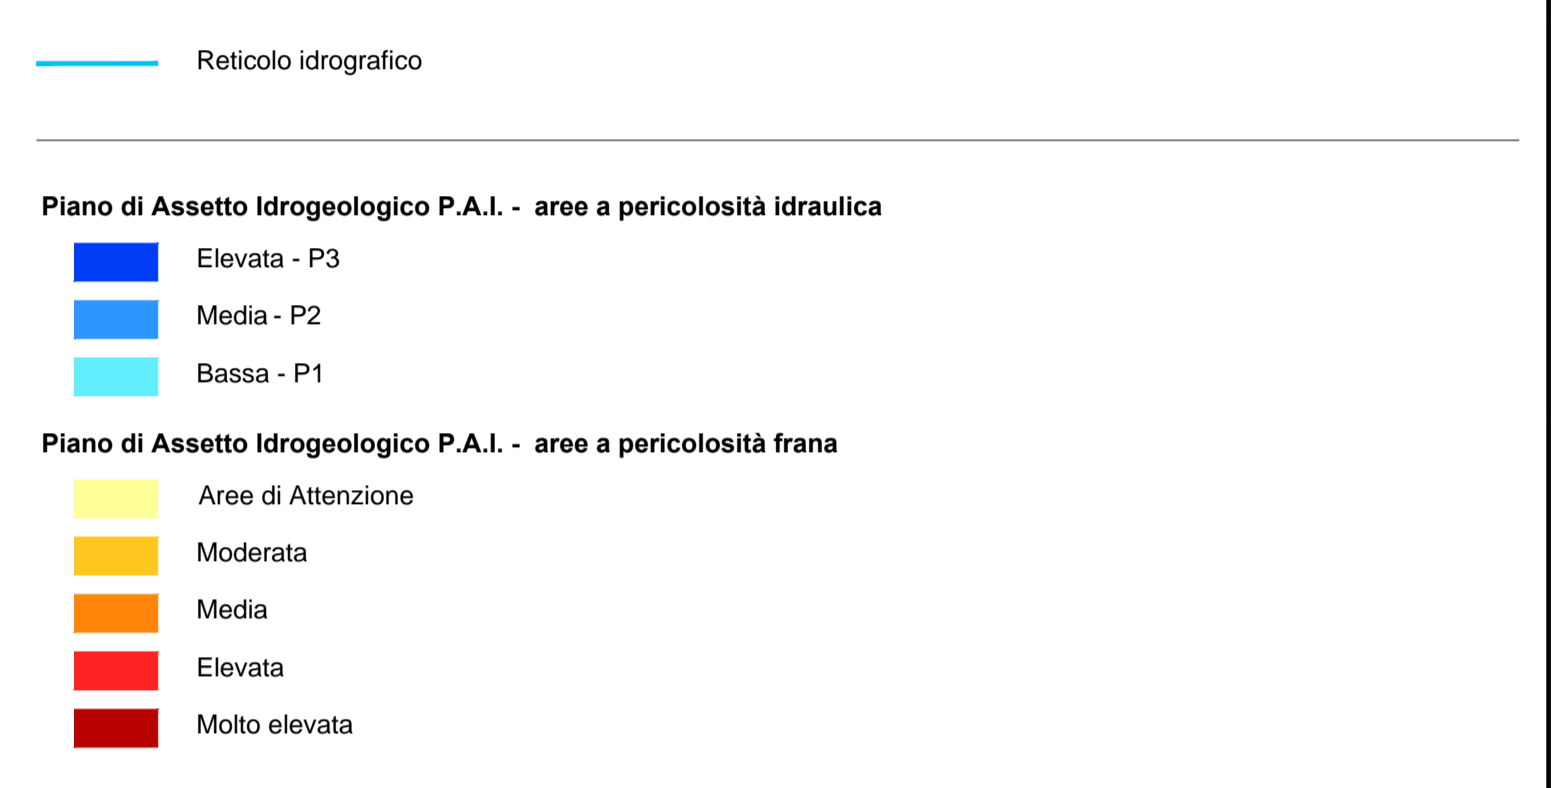 Reticolo idrografico
Piano di Assetto Idrogeologico P.A.I. - aree a pericolosità idraulica
Elevata - P3
Media - P2
Bassa - P1
Piano di Assetto Idrogeologico P.A.I. - aree a pericolosità frana
Aree di Attenzione
Moderata
Media
Elevata
Molto elevata